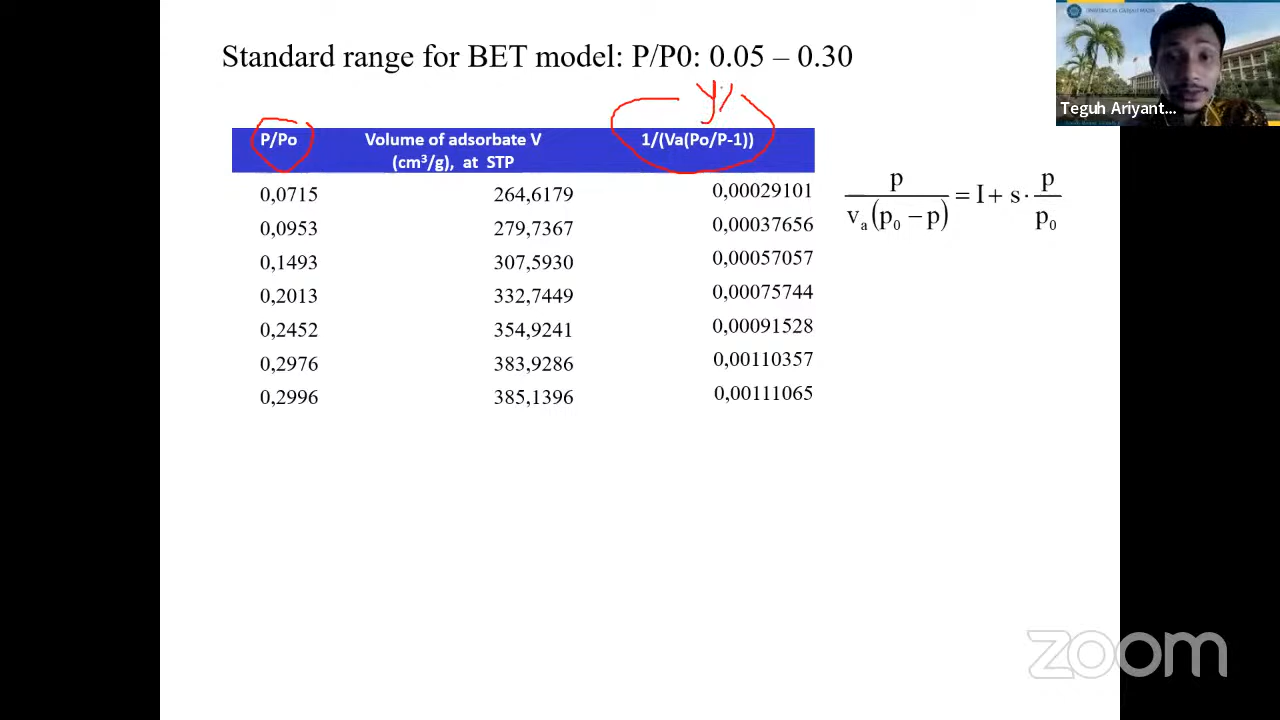 Standard range for BET model: P/P0: 0.05 – 0.30
y
P/Po Volume of adsorbate V (cm³/g), at STP 1/(Va(Po/P-1))
0,0715 264,6179 0,00029101
0,0953 279,7367 0,00037656
0,1493 307,5930 0,00057057
0,2013 332,7449 0,00075744
0,2452 354,9241 0,00091528
0,2976 383,9286 0,00110357
0,2996 385,1396 0,00111065
p / vₐ(p₀ − p) = I + s · p / p₀
Teguh Ariyant...
zoom